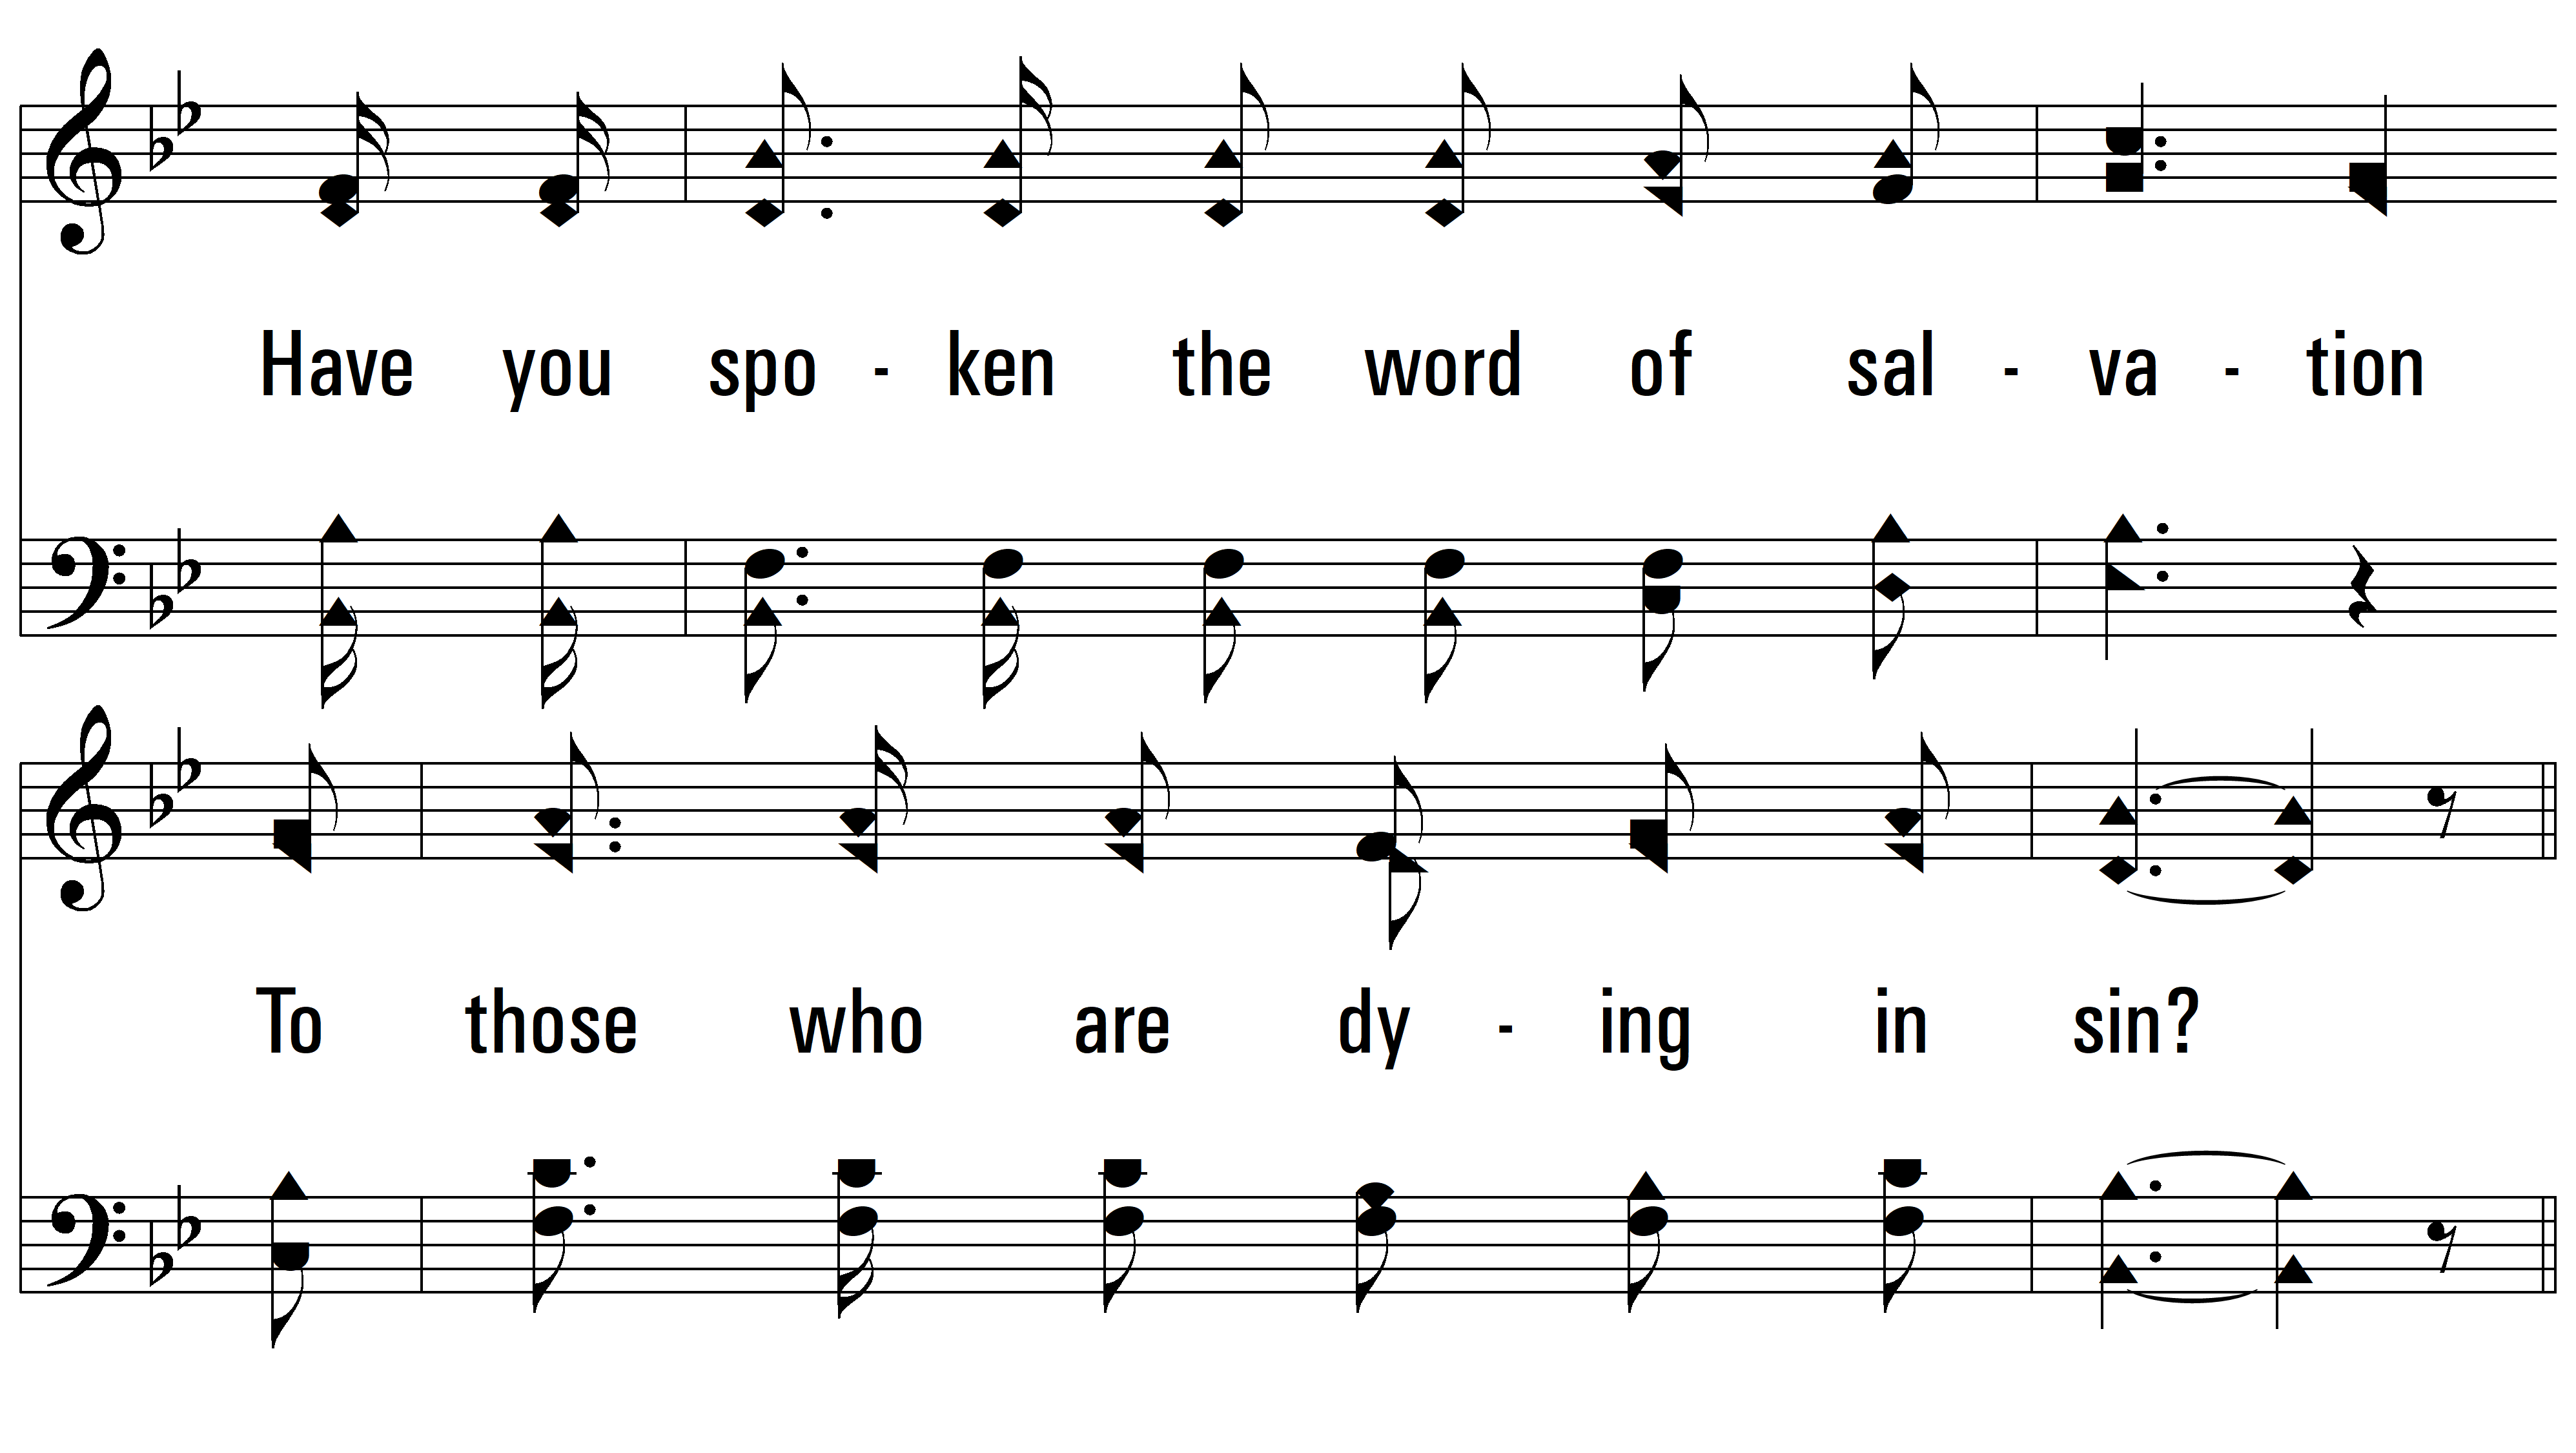 Have you spo - ken the word of sal - va - tion
To those who are dy - ing in sin?